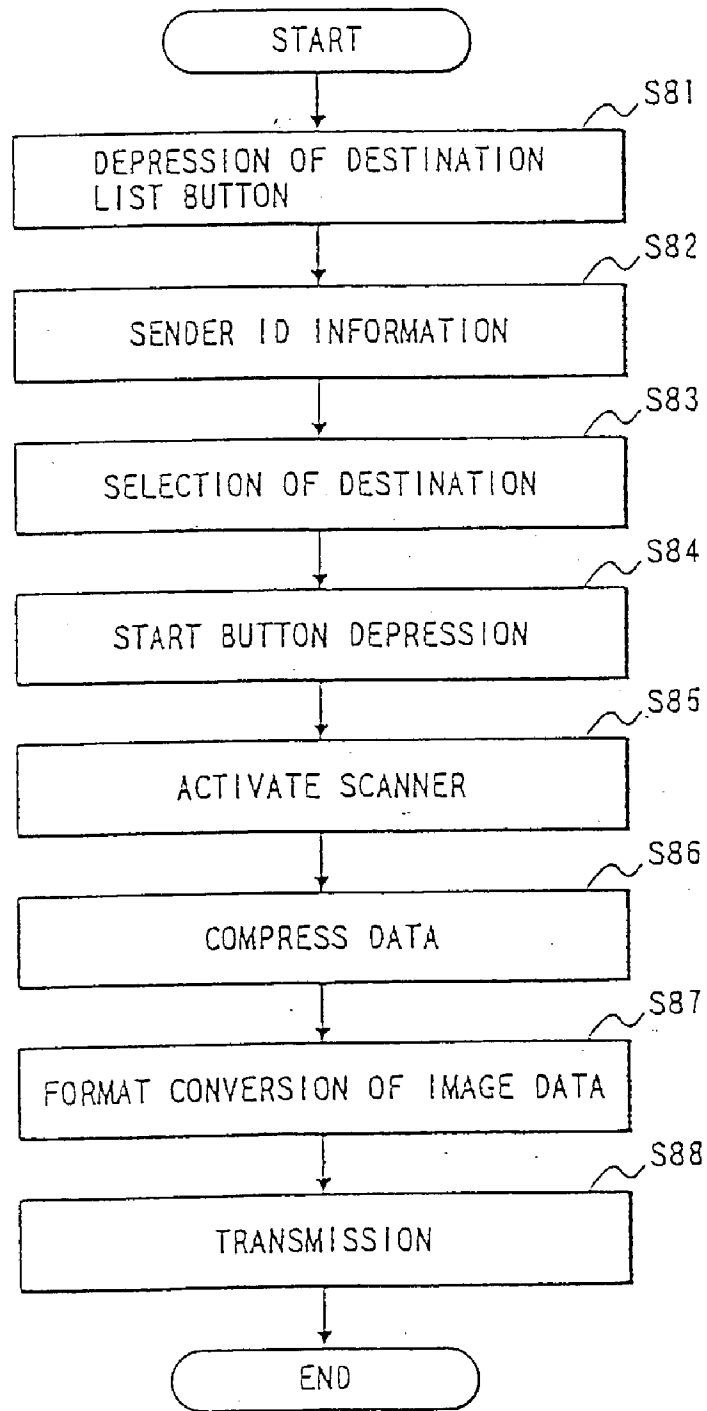 START
S81
DEPRESSION OF DESTINATION
LIST BUTTON
S82
SENDER ID INFORMATION
S83
SELECTION OF DESTINATION
S84
START BUTTON DEPRESSION
S85
ACTIVATE SCANNER
S86
COMPRESS DATA
S87
FORMAT CONVERSION OF IMAGE DATA
S88
TRANSMISSION
END